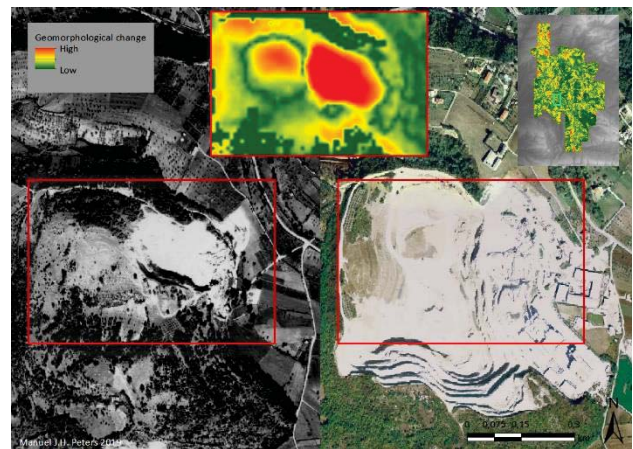 Geomorphological change
High
Low
N
0 0,075 0,15 0,3
km
Manuel J.H. Peters 2019